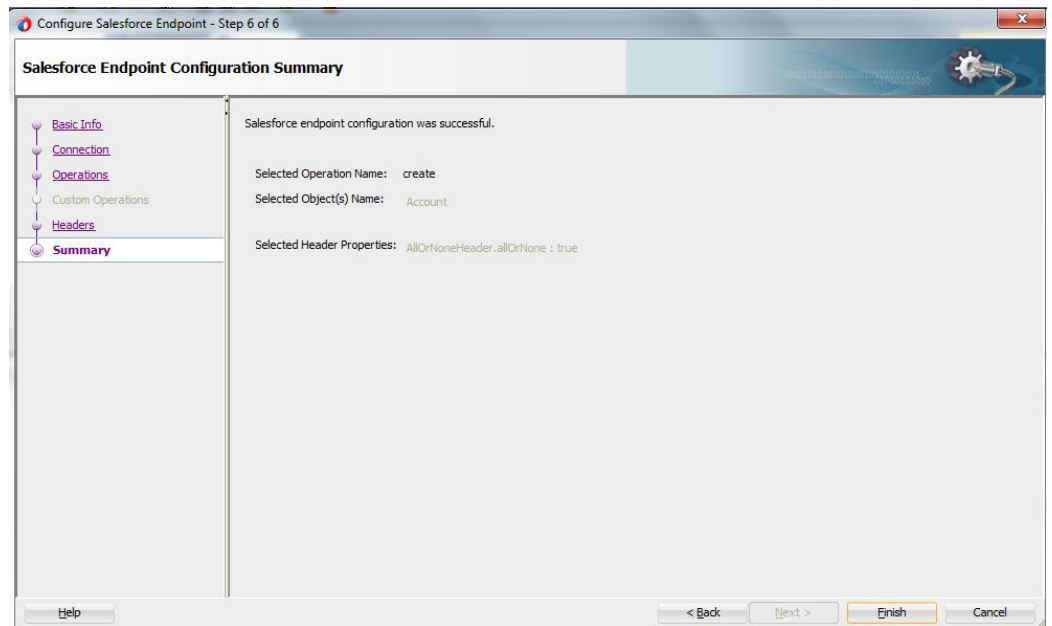 Configure Salesforce Endpoint - Step 6 of 6
Salesforce Endpoint Configuration Summary
Basic Info
Connection
Operations
Custom Operations
Headers
Summary
Salesforce endpoint configuration was successful.
Selected Operation Name: create
Selected Object(s) Name: Account
Selected Header Properties: AllOrNoneHeader.allOrNone : true
Help
< Back
Next >
Finish
Cancel